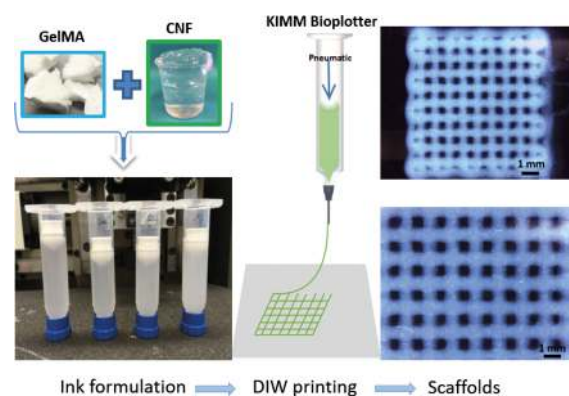 GelMA
CNF
KIMM Bioplotter
Pneumatic
1 mm
1 mm
Ink formulation
DIW printing
Scaffolds